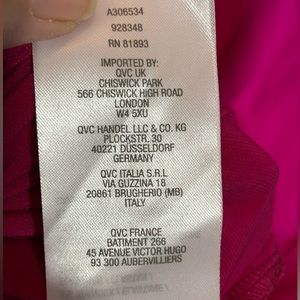 A306534
928348
RN 81893
IMPORTED BY:
QVC UK
CHISWICK PARK
566 CHISWICK HIGH ROAD
LONDON
W4 5XU
QVC HANDEL LLC & CO. KG
PLOCKSTR. 30
40221 DÜSSELDORF
GERMANY
QVC ITALIA S.R.L
VIA GUZZINA 18
20861 BRUGHERIO (MB)
ITALY
QVC FRANCE
BATIMENT 266
45 AVENUE VICTOR HUGO
93 300 AUBERVILLIERS